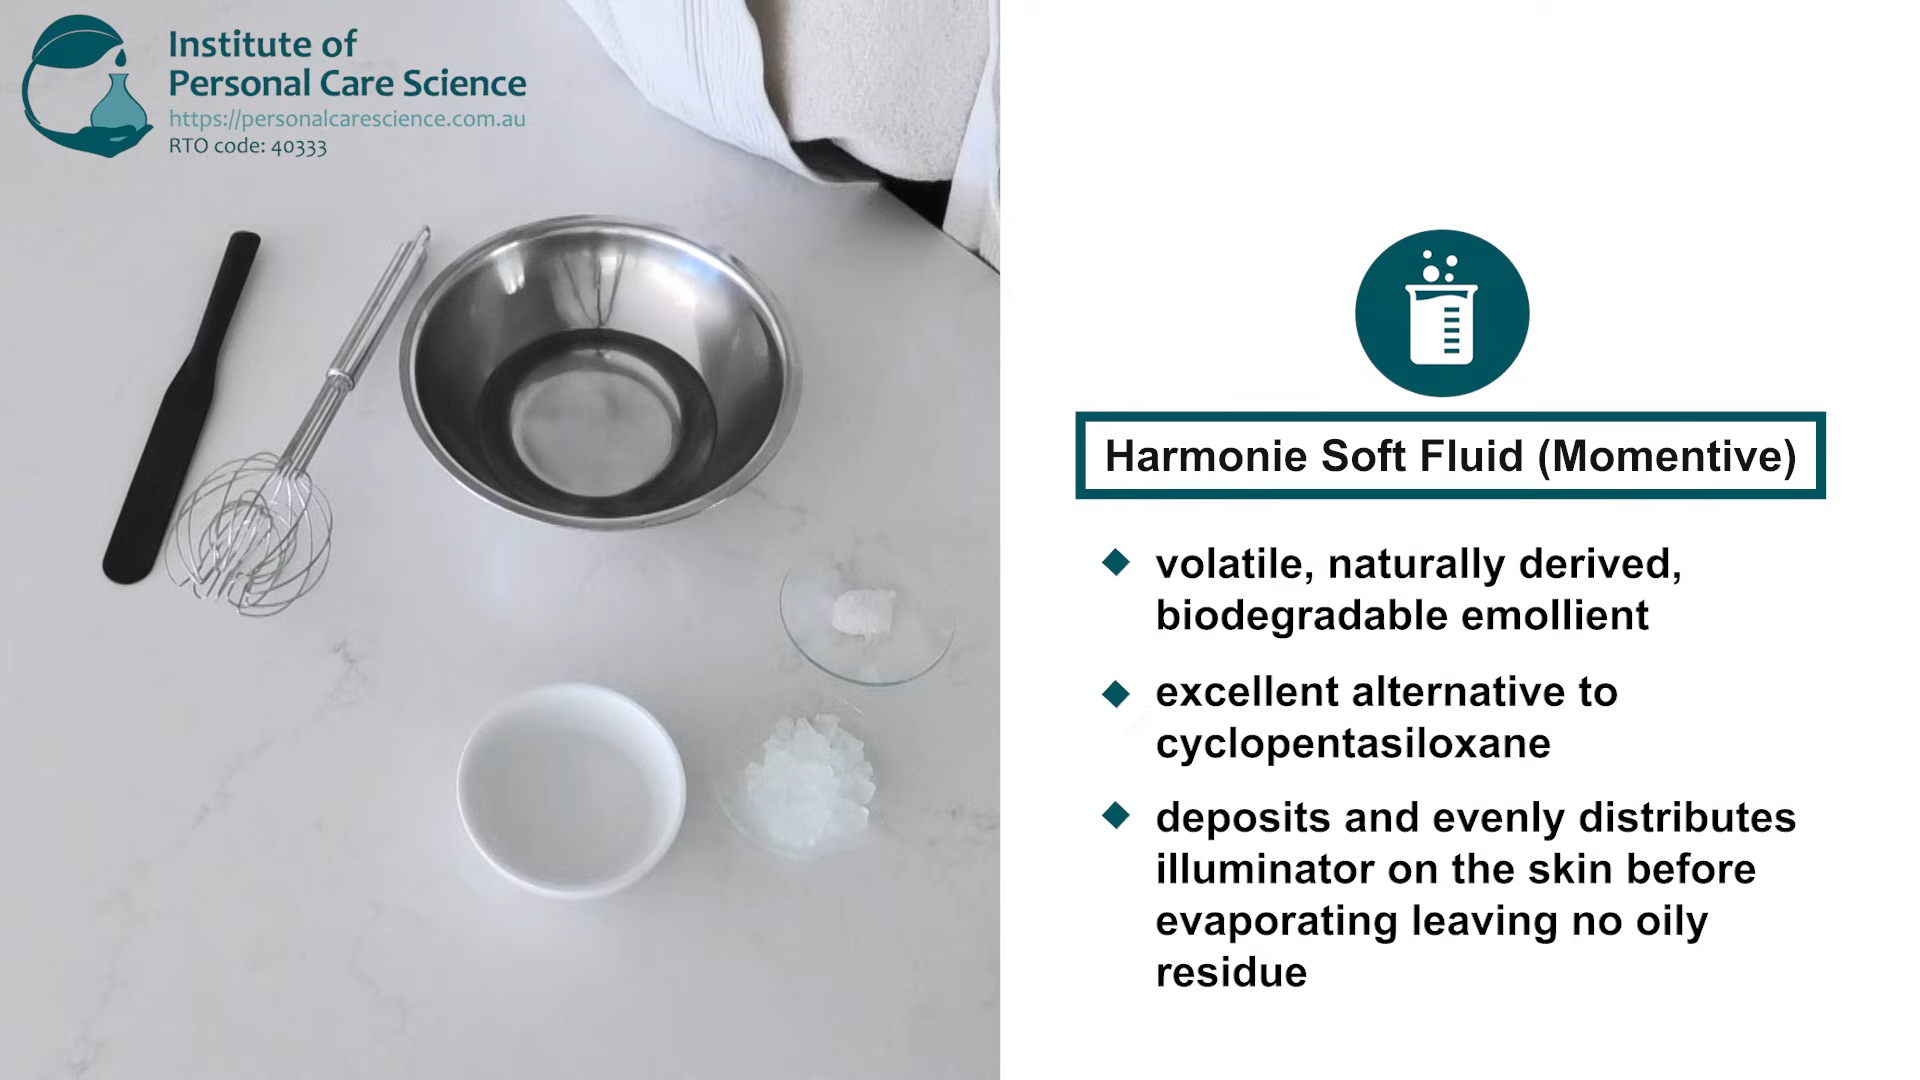 Institute of
Personal Care Science
https://personalcarescience.com.au
RTO code: 40333
Harmonie Soft Fluid (Momentive)
volatile, naturally derived,
biodegradable emollient
excellent alternative to
cyclopentasiloxane
deposits and evenly distributes
illuminator on the skin before
evaporating leaving no oily
residue